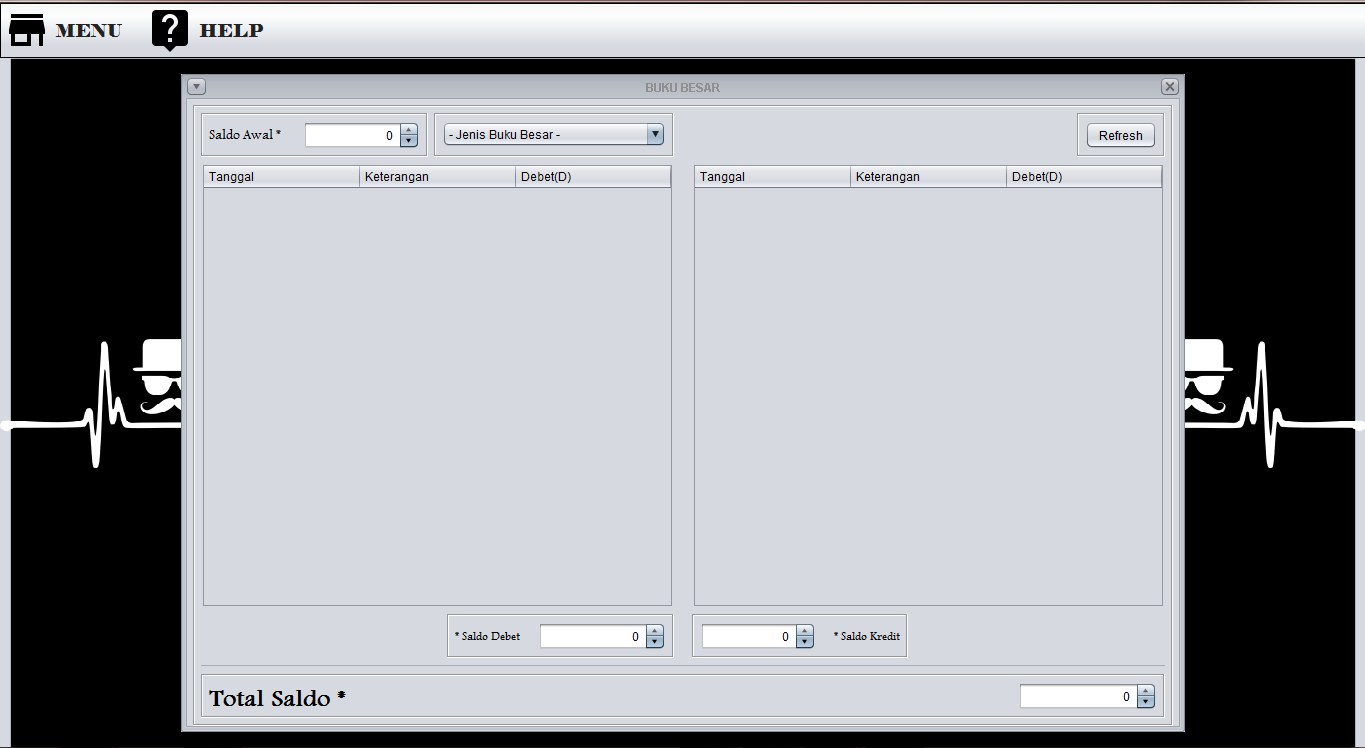 MENU HELP
BUKU BESAR
Saldo Awal * 0 - Jenis Buku Besar - Refresh
Tanggal Keterangan Debet(D) Tanggal Keterangan Debet(D)
* Saldo Debet 0 0 * Saldo Kredit
Total Saldo * 0